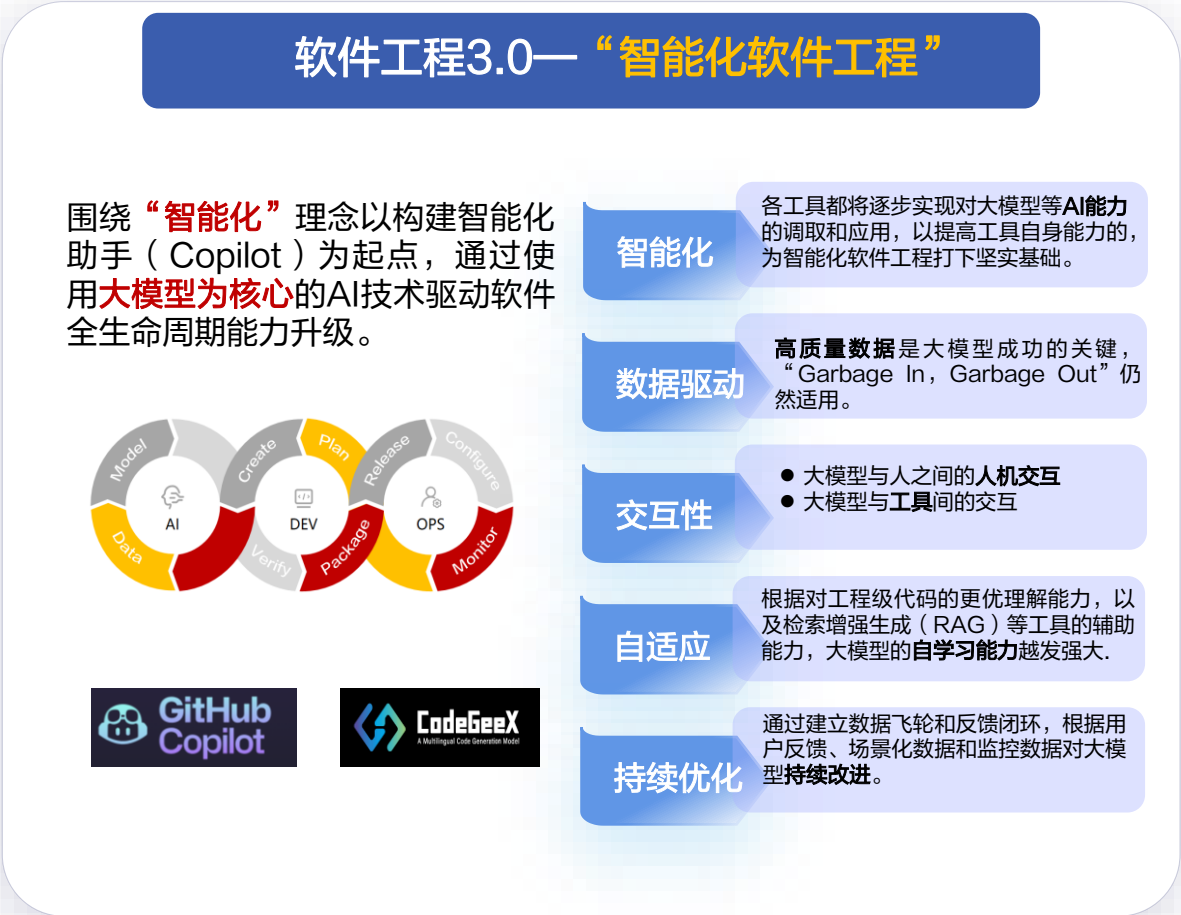 软件工程3.0—“智能化软件工程”
围绕“智能化”理念以构建智能化
助手（Copilot）为起点，通过使
用大模型为核心的AI技术驱动软件
全生命周期能力升级。
Model
Create
Plan
Release
Configure
AI
DEV
OPS
Data
Verify
Package
Monitor
GitHub
Copilot
CodeGeeX
A Multilingual Code Generation Model
智能化
各工具都将逐步实现对大模型等AI能力
的调取和应用，以提高工具自身能力的，
为智能化软件工程打下坚实基础。
数据驱动
高质量数据是大模型成功的关键，
“Garbage In，Garbage Out”仍
然适用。
交互性
● 大模型与人之间的人机交互
● 大模型与工具间的交互
自适应
根据对工程级代码的更优理解能力，以
及检索增强生成（RAG）等工具的辅助
能力，大模型的自学习能力越发强大.
持续优化
通过建立数据飞轮和反馈闭环，根据用
户反馈、场景化数据和监控数据对大模
型持续改进。